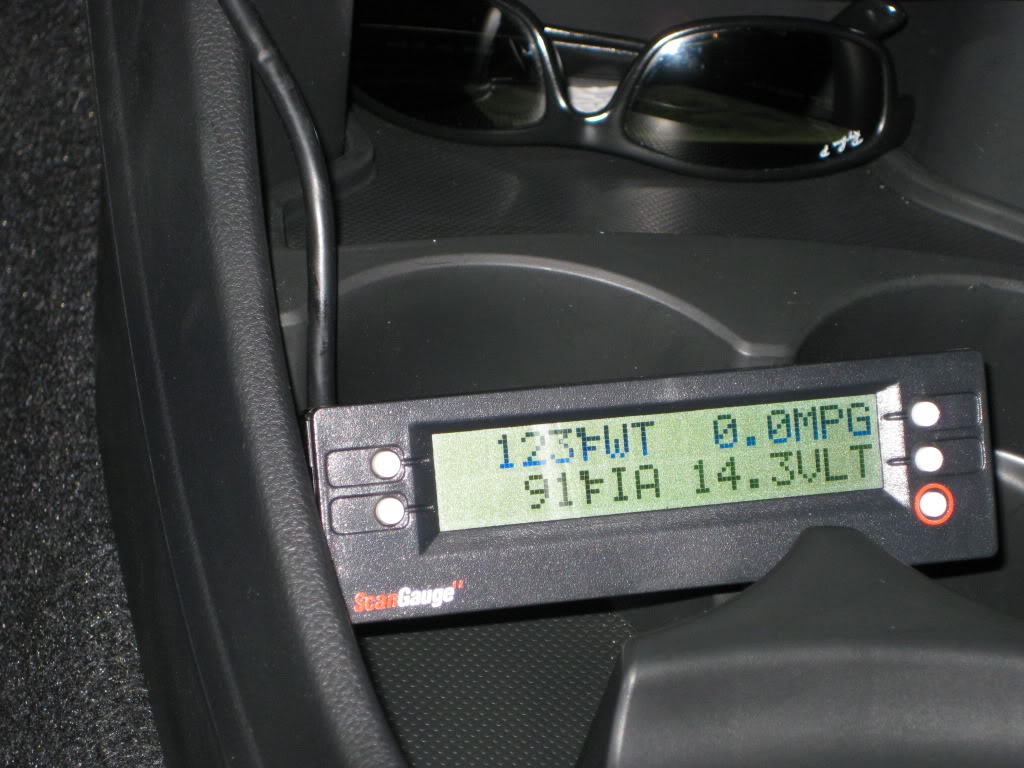 123°FWT 0.0MPG
91°FIA 14.3VLT
ScanGauge II